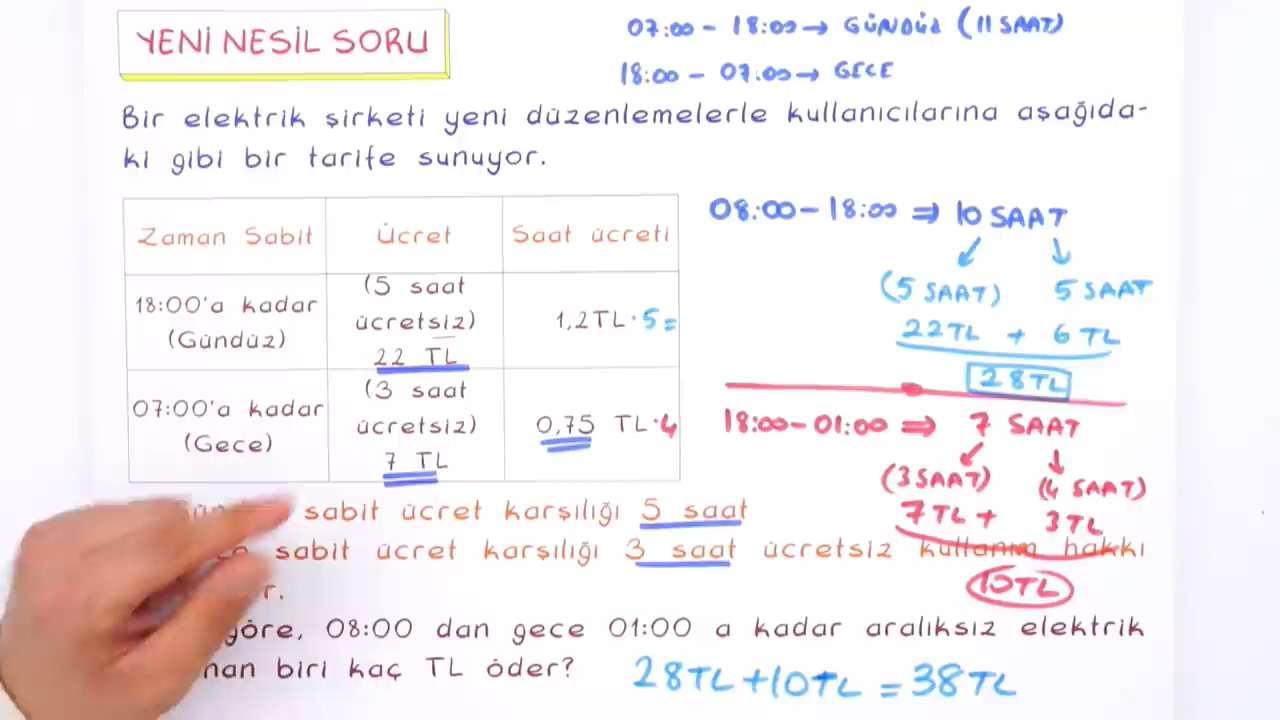 YENİ NESİL SORU
07:00 - 18:00 → GÜNDÜZ (11 SAAT)
18:00 - 07:00 → GECE
Bir elektrik şirketi yeni düzenlemelerle kullanıcılarına aşağıda-
ki gibi bir tarife sunuyor.
Zaman Sabit Ücret Saat ücreti
18:00'a kadar (Gündüz) (5 saat ücretsiz) 22 TL 1,2TL·5=
07:00'a kadar (Gece) (3 saat ücretsiz) 7 TL 0,75 TL·4
08:00-18:00 ⇒ 10 SAAT
(5 SAAT) 5 SAAT
22TL + 6 TL
28TL
18:00-01:00 ⇒ 7 SAAT
(3 SAAT) (4 SAAT)
7TL + 3TL
10TL
sabit ücret karşılığı 5 saat
sabit ücret karşılığı 3 saat ücretsiz kullanım hakkı
göre, 08:00 dan gece 01:00 a kadar aralıksız elektrik
biri kaç TL öder? 28TL+10TL=38TL